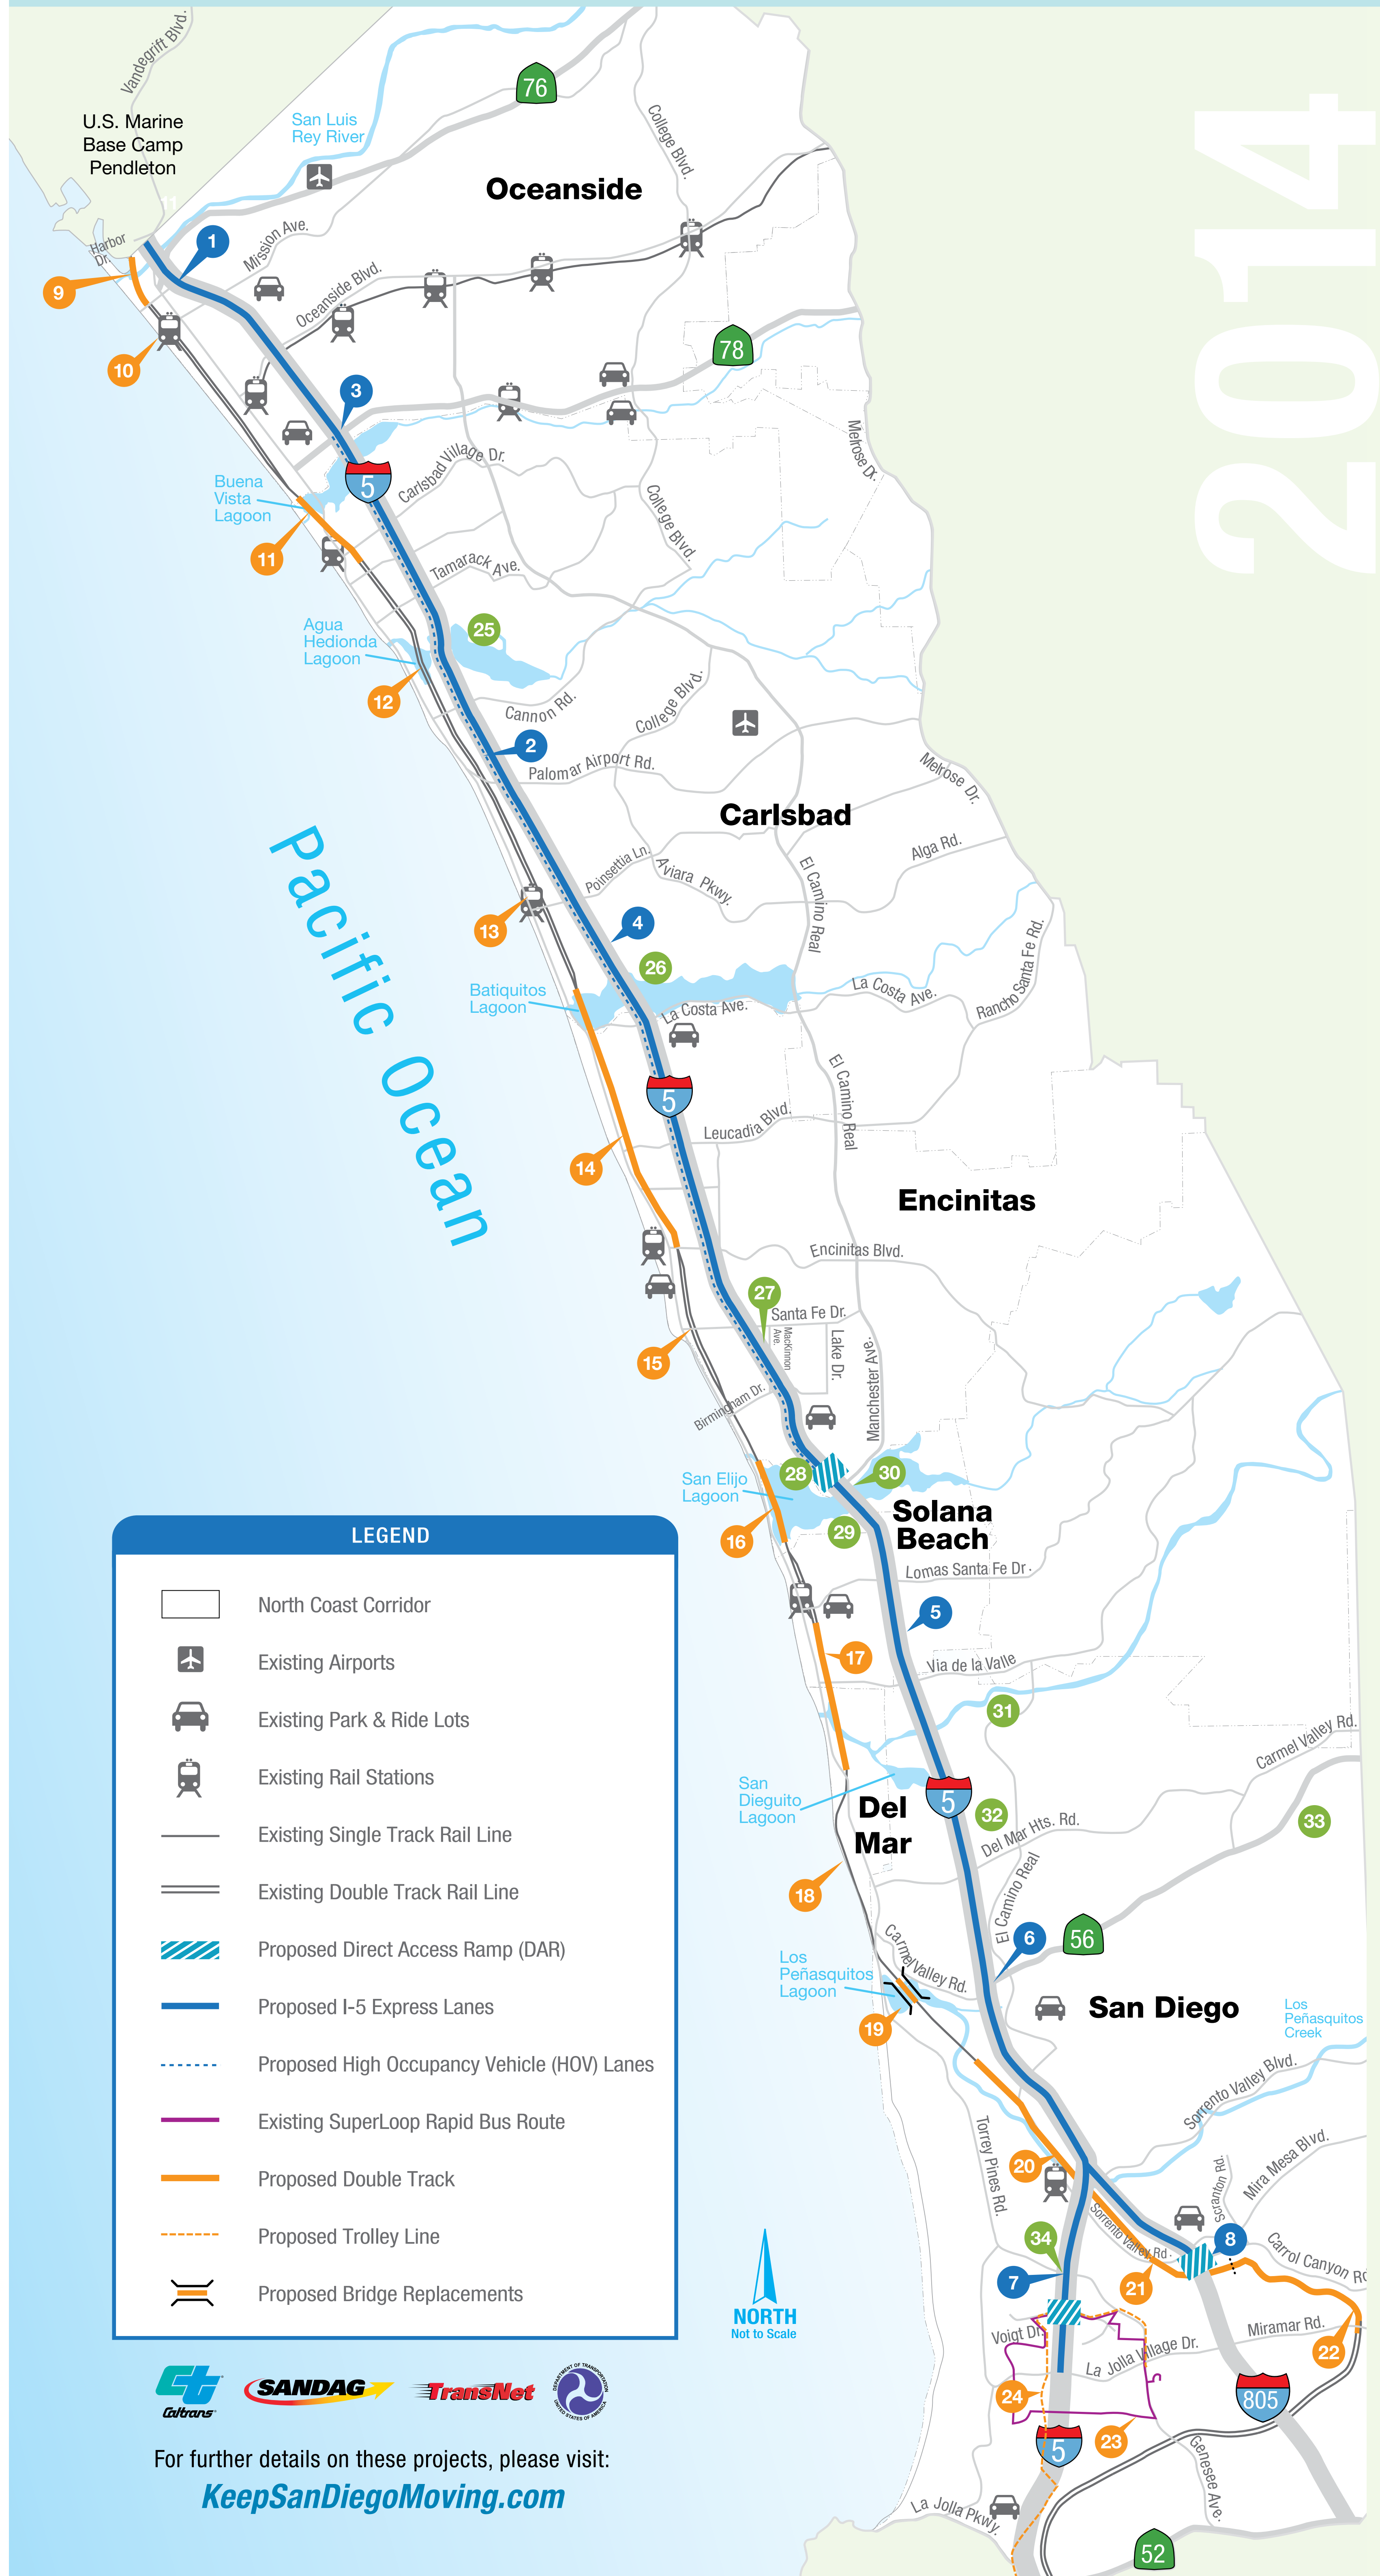 2014
Vandegrift Blvd.
76
U.S. Marine
Base Camp
Pendleton
San Luis
Rey River
College Blvd.
Oceanside
11
Harbor
Dr.
1
Mission Ave.
9
Oceanside Blvd.
10
78
3
Melrose Dr.
Buena
Vista
Lagoon
5
Carlsbad Village Dr.
College Blvd.
11
Tamarack Ave.
Agua
Hedionda
Lagoon
25
12
Cannon Rd.
College Blvd.
2
Palomar Airport Rd.
Melrose Dr.
Carlsbad
Pacific Ocean
Poinsettia Ln.
Aviara Pkwy.
El Camino Real
Alga Rd.
13
4
26
Batiquitos
Lagoon
La Costa Ave.
La Costa Ave.
Rancho Santa Fe Rd.
5
El Camino Real
Leucadia Blvd.
14
Encinitas
Encinitas Blvd.
27
Santa Fe Dr.
MacKinnon
Ave.
Lake Dr.
Manchester Ave.
15
Birmingham Dr.
San Elijo
Lagoon
28
30
16
29
Solana
Beach
Lomas Santa Fe Dr.
5
17
Via de la Valle
31
San
Dieguito
Lagoon
5
Del
Mar
32
Del Mar Hts. Rd.
Carmel Valley Rd.
33
18
El Camino Real
6
56
Carmel Valley Rd.
Los
Peñasquitos
Lagoon
19
San Diego
Los
Peñasquitos
Creek
Sorrento Valley Blvd.
Torrey Pines Rd.
20
Scranton Rd.
Mira Mesa Blvd.
34
Sorrento Valley Rd.
8
Carrol Canyon Rd
7
21
Voigt Dr.
La Jolla Village Dr.
Miramar Rd.
22
24
23
805
5
Genesee Ave.
La Jolla Pkwy.
52
LEGEND
North Coast Corridor
Existing Airports
Existing Park & Ride Lots
Existing Rail Stations
Existing Single Track Rail Line
Existing Double Track Rail Line
Proposed Direct Access Ramp (DAR)
Proposed I-5 Express Lanes
Proposed High Occupancy Vehicle (HOV) Lanes
Existing SuperLoop Rapid Bus Route
Proposed Double Track
Proposed Trolley Line
Proposed Bridge Replacements
NORTH
Not to Scale
Caltrans
SANDAG
TransNet
DEPARTMENT OF TRANSPORTATION
UNITED STATES OF AMERICA
For further details on these projects, please visit:
KeepSanDiegoMoving.com